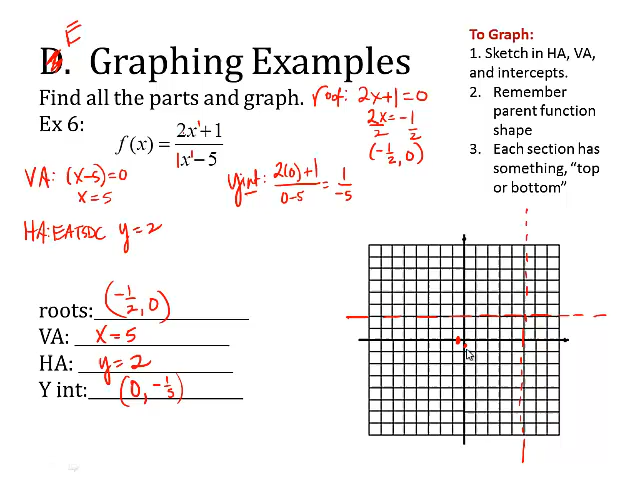 E
D. Graphing Examples
Find all the parts and graph.
Ex 6:
f(x) = (2x¹+1)/(1x¹−5)
root: 2x+1=0
2x/2 = −1/2
(−1/2, 0)
VA: (x−5)=0
x=5
yint: (2(0)+1)/(0−5) = 1/−5
HA: EATSDC y=2
roots: (−1/2, 0)
VA: x=5
HA: y=2
Y int: (0, −1/5)
To Graph:
1. Sketch in HA, VA,
and intercepts.
2. Remember
parent function
shape
3. Each section has
something, “top
or bottom”